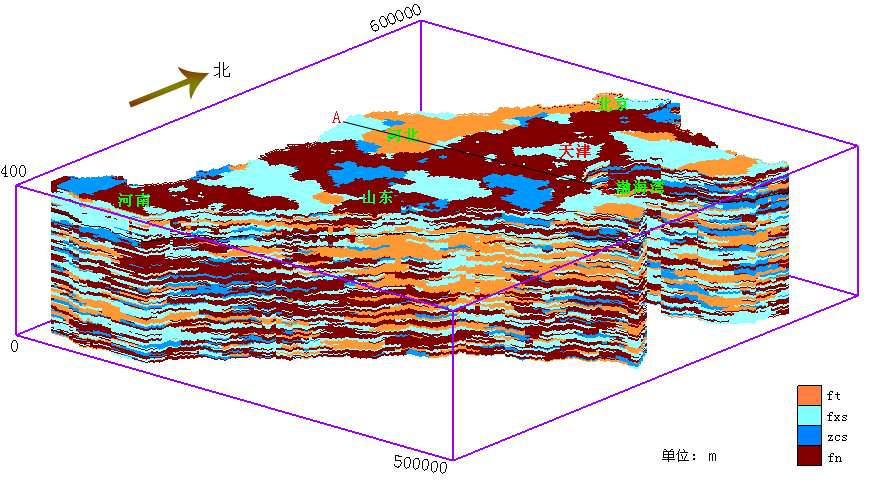 600000
北
北京
A
河北
天津
400
渤海湾
河南
山东
ft
fxs
zcs
fn
0
500000
单位: m